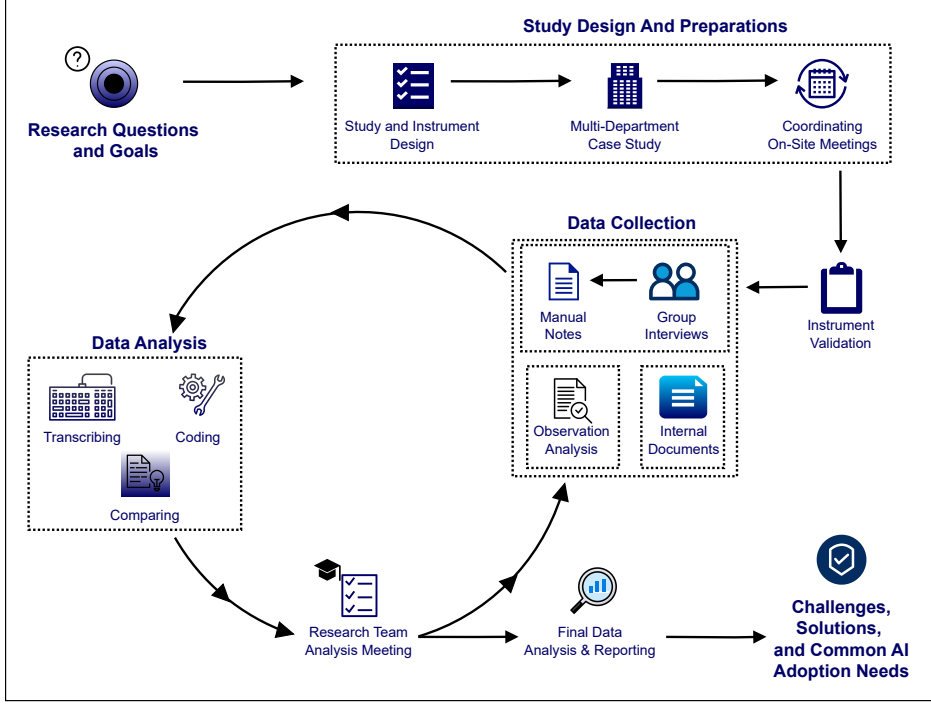 Study Design And Preparations
?
Research Questions
and Goals
Study and Instrument
Design
Multi-Department
Case Study
Coordinating
On-Site Meetings
Data Collection
Manual
Notes
Group
Interviews
Instrument
Validation
Observation
Analysis
Internal
Documents
Data Analysis
Transcribing
Coding
Comparing
Research Team
Analysis Meeting
Final Data
Analysis & Reporting
Challenges,
Solutions,
and Common AI
Adoption Needs